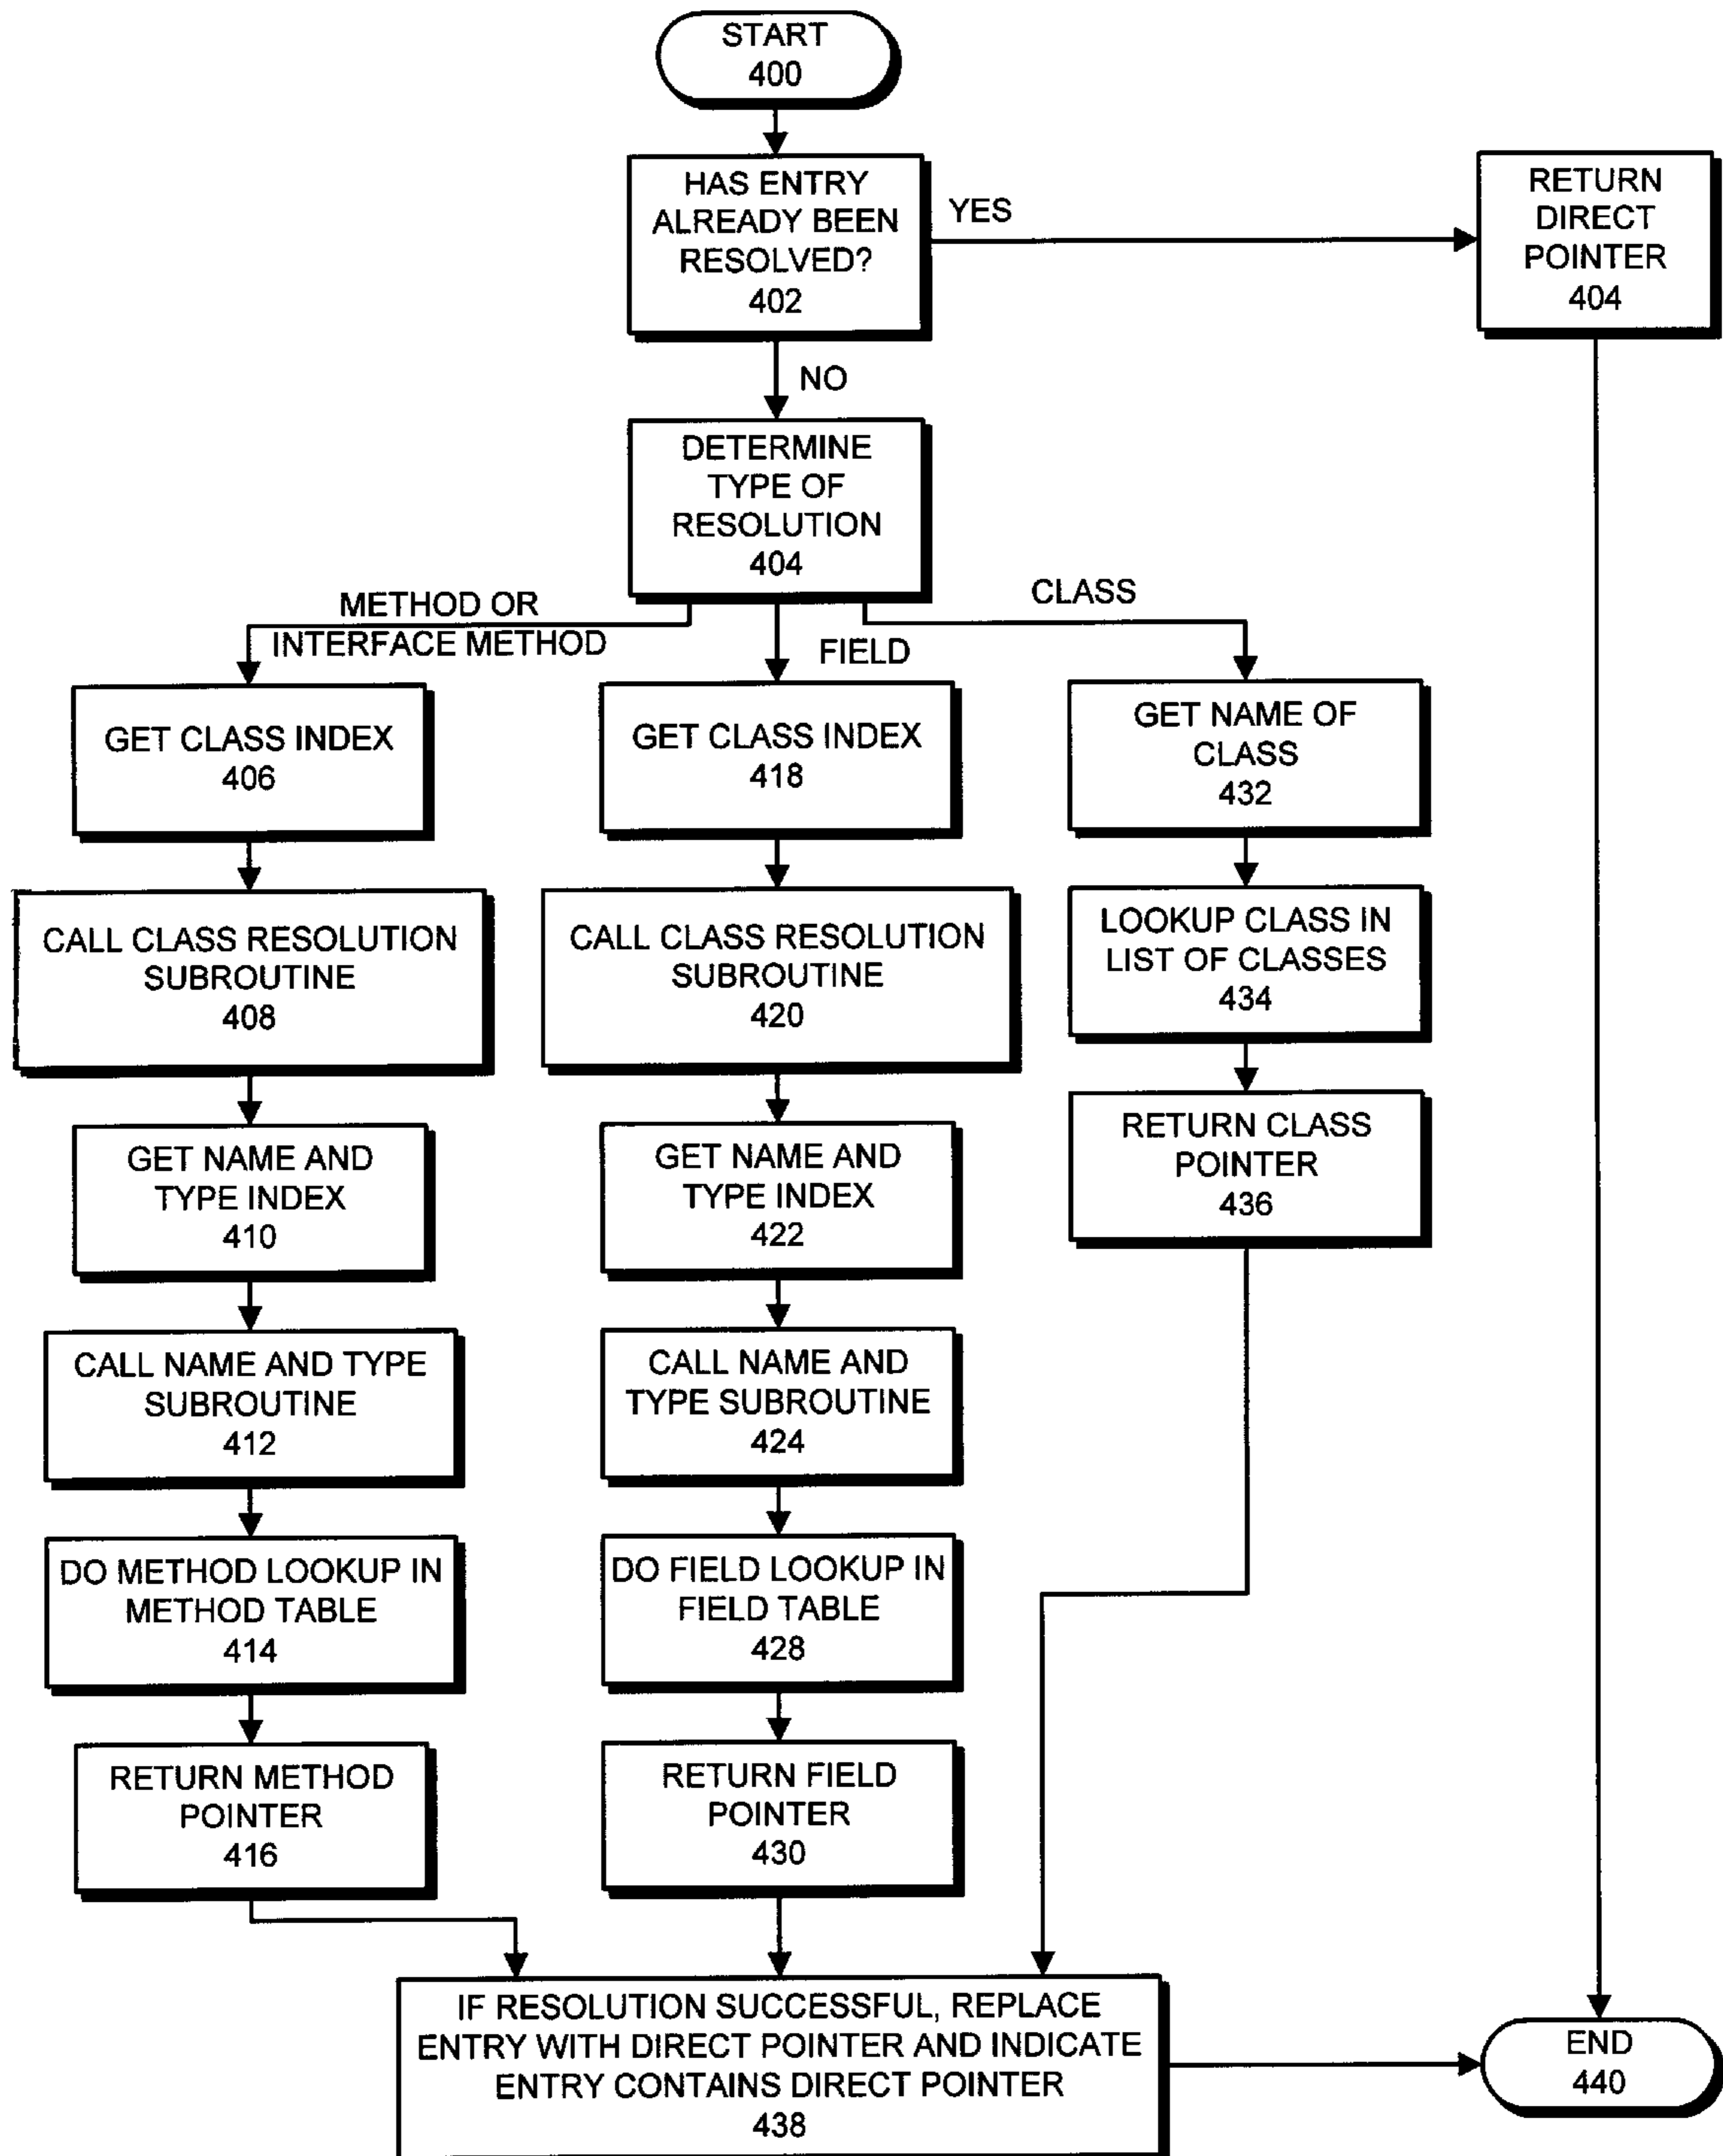 START
400
HAS ENTRY
ALREADY BEEN
RESOLVED?
402
YES
RETURN
DIRECT
POINTER
404
NO
DETERMINE
TYPE OF
RESOLUTION
404
METHOD OR
INTERFACE METHOD
FIELD
CLASS
GET CLASS INDEX
406
CALL CLASS RESOLUTION
SUBROUTINE
408
GET NAME AND
TYPE INDEX
410
CALL NAME AND TYPE
SUBROUTINE
412
DO METHOD LOOKUP IN
METHOD TABLE
414
RETURN METHOD
POINTER
416
GET CLASS INDEX
418
CALL CLASS RESOLUTION
SUBROUTINE
420
GET NAME AND
TYPE INDEX
422
CALL NAME AND
TYPE SUBROUTINE
424
DO FIELD LOOKUP IN
FIELD TABLE
428
RETURN FIELD
POINTER
430
GET NAME OF
CLASS
432
LOOKUP CLASS IN
LIST OF CLASSES
434
RETURN CLASS
POINTER
436
IF RESOLUTION SUCCESSFUL, REPLACE
ENTRY WITH DIRECT POINTER AND INDICATE
ENTRY CONTAINS DIRECT POINTER
438
END
440